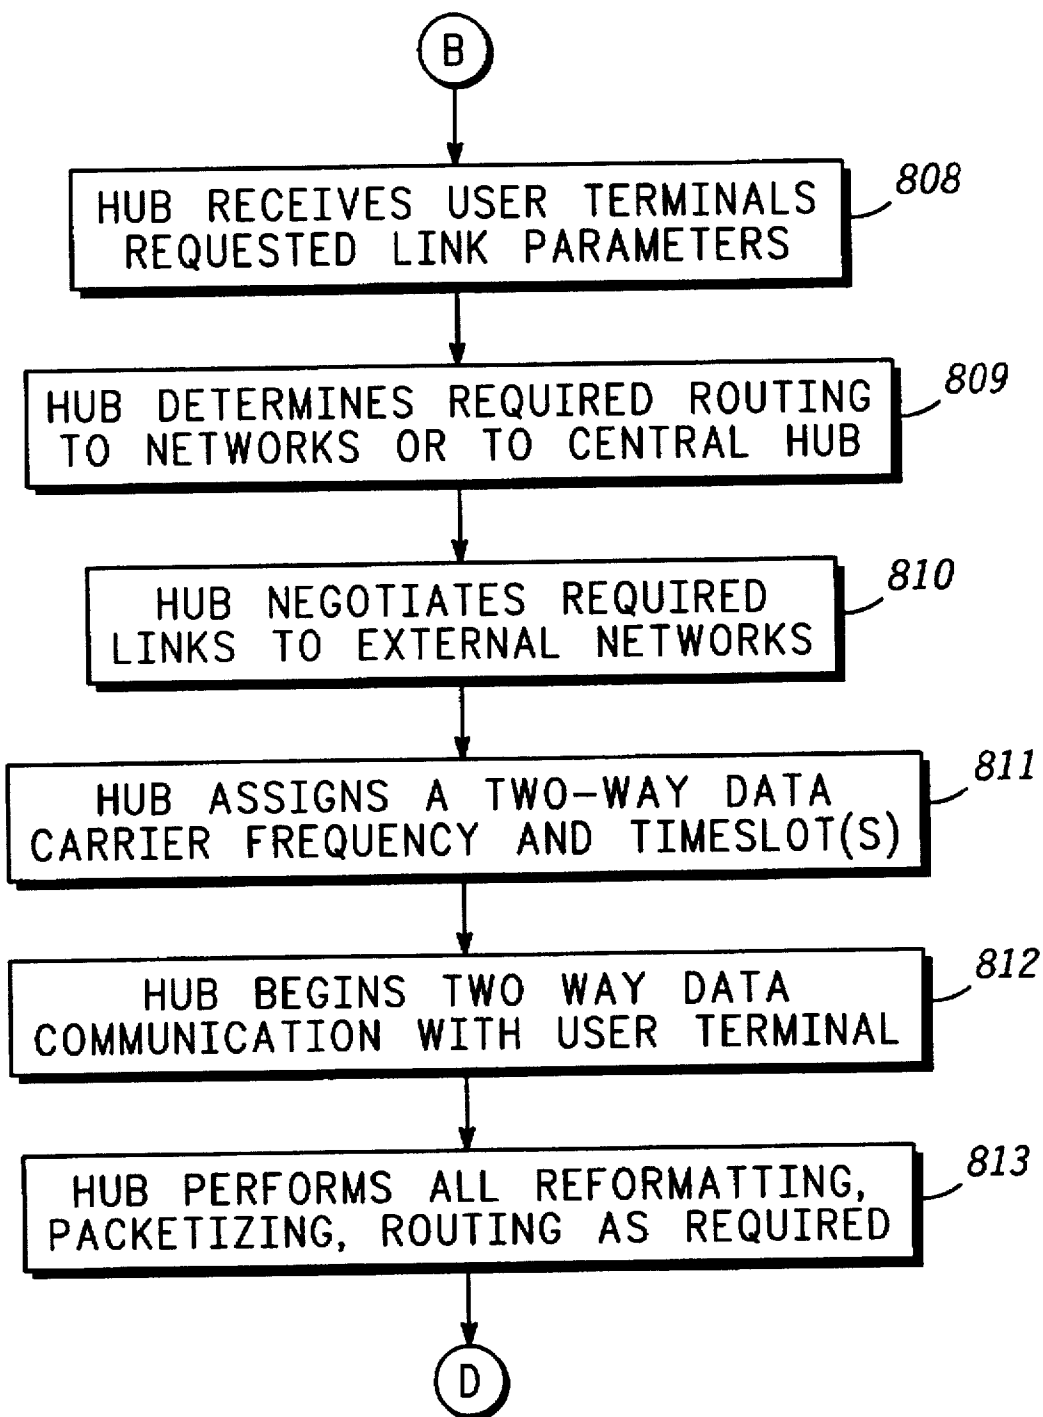 B
HUB RECEIVES USER TERMINALS
REQUESTED LINK PARAMETERS
808
HUB DETERMINES REQUIRED ROUTING
TO NETWORKS OR TO CENTRAL HUB
809
HUB NEGOTIATES REQUIRED
LINKS TO EXTERNAL NETWORKS
810
HUB ASSIGNS A TWO-WAY DATA
CARRIER FREQUENCY AND TIMESLOT(S)
811
HUB BEGINS TWO WAY DATA
COMMUNICATION WITH USER TERMINAL
812
HUB PERFORMS ALL REFORMATTING,
PACKETIZING, ROUTING AS REQUIRED
813
D